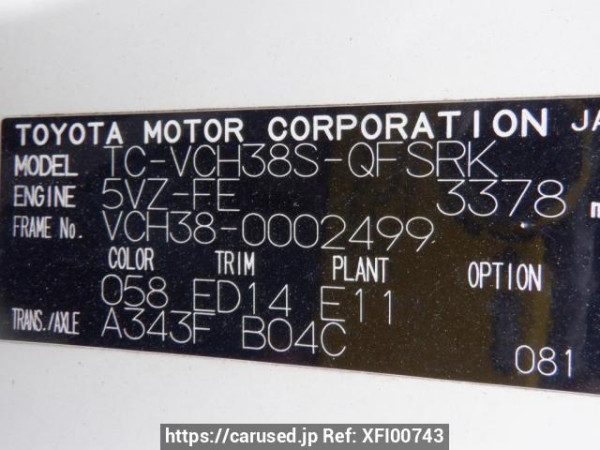 TOYOTA MOTOR CORPORATION JA
MODEL TC-VCH38S-QFSRK
ENGINE 5VZ-FE 3378 m
FRAME No. VCH38-0002499
COLOR TRIM PLANT OPTION
058 ED14 E11
TRANS./AXLE A343F B04C
081
https://carused.jp Ref: XFI00743